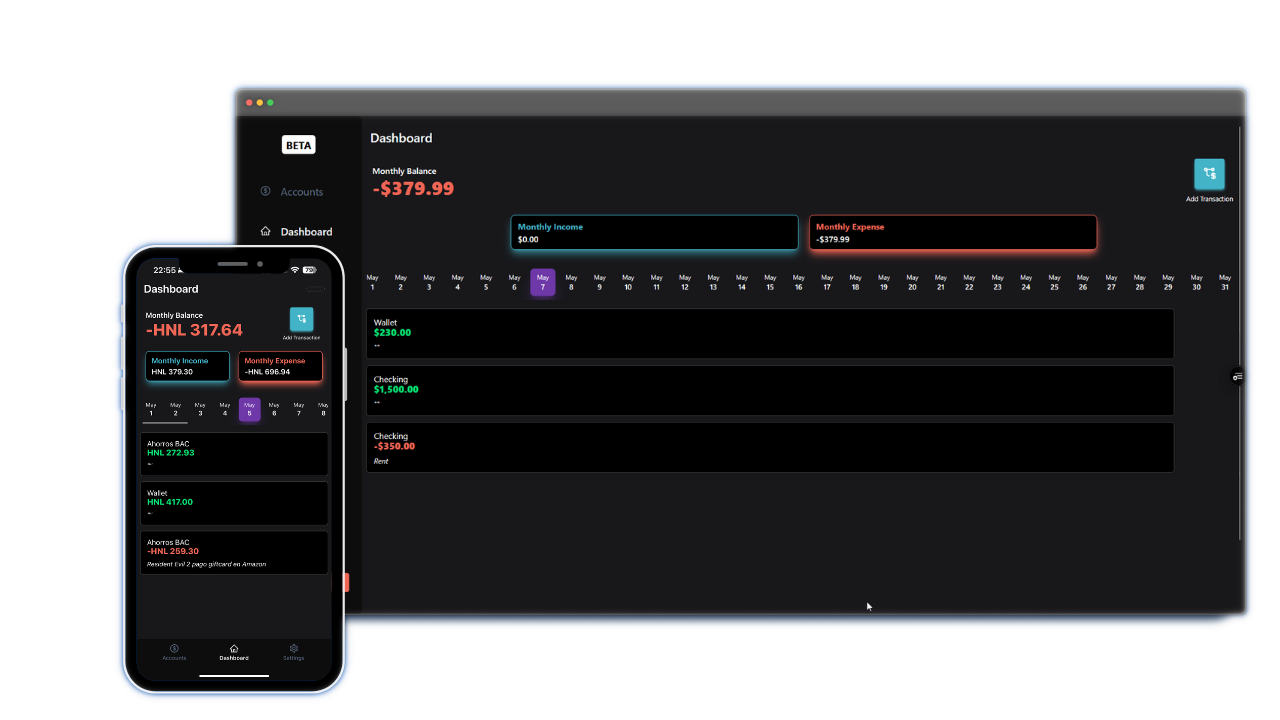 BETA
Accounts
Dashboard
Dashboard
Monthly Balance
-$379.99
Add Transaction
Monthly Income
$0.00
Monthly Expense
-$379.99
May May May May May May May May May May May May May May May May May May May May May May May May May May May May May May May
1 2 3 4 5 6 7 8 9 10 11 12 13 14 15 16 17 18 19 20 21 22 23 24 25 26 27 28 29 30 31
Wallet
$230.00
--
Checking
$1,500.00
--
Checking
-$350.00
Rent
22:55
Dashboard
Monthly Balance
-HNL 317.64
Add Transaction
Monthly Income
HNL 379.30
Monthly Expense
-HNL 696.94
May May May May May May May May
1 2 3 4 5 6 7 8
Ahorros BAC
HNL 272.93
--
Wallet
HNL 417.00
--
Ahorros BAC
-HNL 259.30
Resident Evil 2 pago giftcard en Amazon
Accounts Dashboard Settings